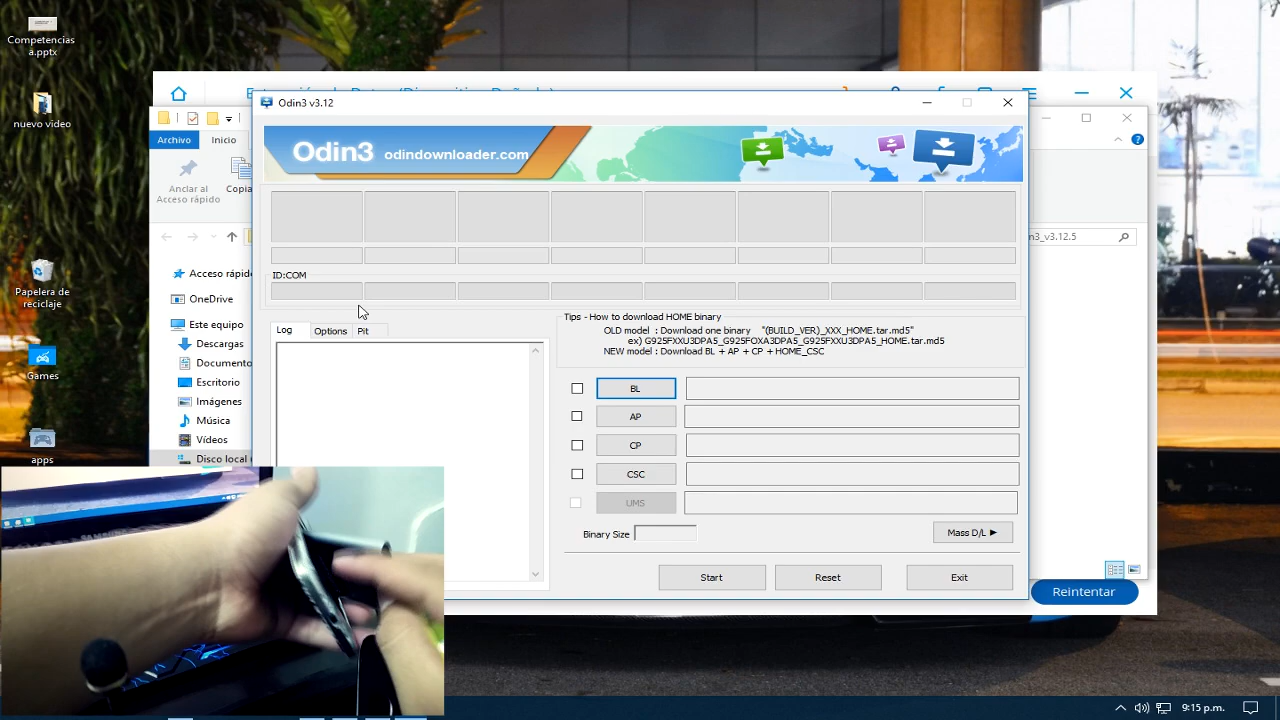 Competencias
a.pptx
nuevo video
Papelera de
reciclaje
Games
apps
Odin3 v3.12
Archivo
Inicio
Anclar al
Acceso rápido
Copia
Odin3 odindownloader.com
n3_v3.12.5
Acceso rápid
OneDrive
Este equipo
Descargas
Documento
Escritorio
Imágenes
Música
Vídeos
Disco local
ID:COM
Log
Options
Pit
Tips - How to download HOME binary
OLD model : Download one binary "(BUILD_VER)_XXX_HOME.tar.md5"
ex) G925FXXU3DPA5_G925FOXA3DPA5_G925FXXU3DPA5_HOME.tar.md5
NEW model : Download BL + AP + CP + HOME_CSC
BL
AP
CP
CSC
UMS
Binary Size
Mass D/L
Start
Reset
Exit
Reintentar
SAMSUNG
9:15 p.m.